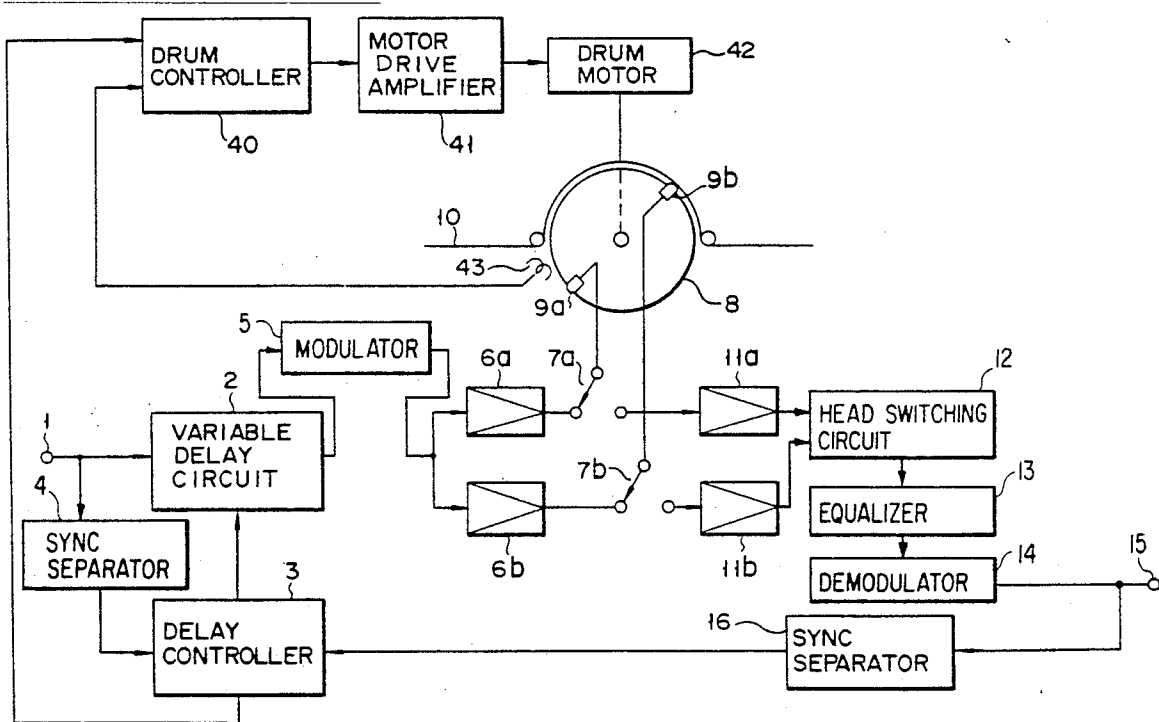 DRUM
CONTROLLER
40
MOTOR
DRIVE
AMPLIFIER
41
DRUM
MOTOR
42
9b
10
43
9a
8
5
MODULATOR
6a
7a
11a
12
HEAD SWITCHING
CIRCUIT
1
2
VARIABLE
DELAY
CIRCUIT
7b
13
EQUALIZER
4
SYNC
SEPARATOR
6b
11b
14
DEMODULATOR
15
3
DELAY
CONTROLLER
16
SYNC
SEPARATOR